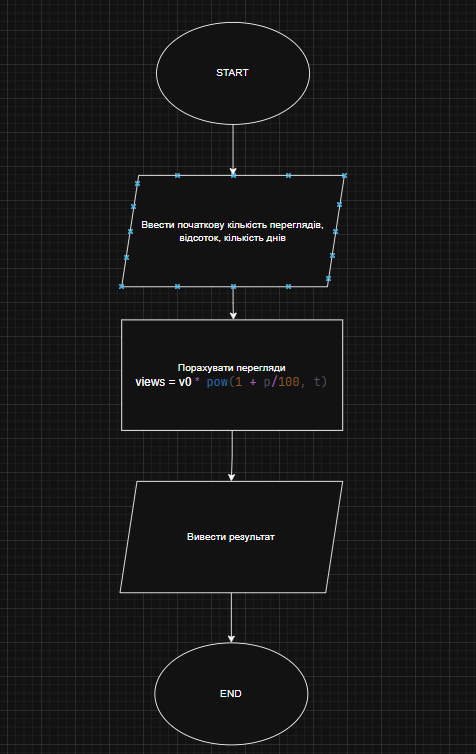 START
Ввести початкову кількість переглядів,
відсоток, кількість днів
Порахувати перегляди
views = v0 * pow(1 + p/100, t)
Вивести результат
END